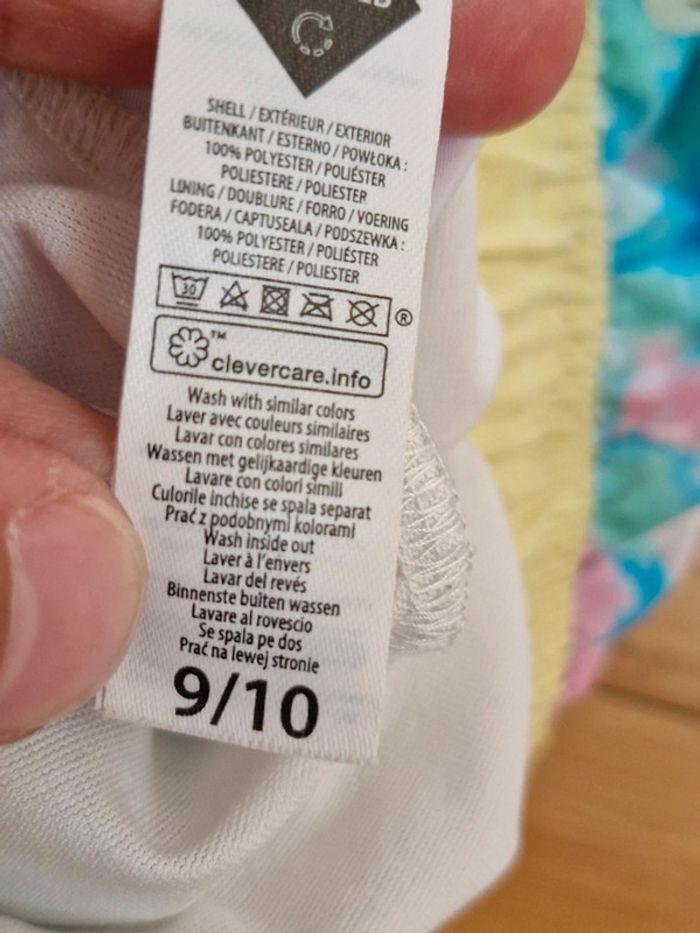 SHELL / EXTÉRIEUR / EXTERIOR
BUITENKANT / ESTERNO / POWŁOKA :
100% POLYESTER / POLIÉSTER
POLIESTERE / POLIESTER
LINING / DOUBLURE / FORRO / VOERING
FODERA / CAPTUSEALA / PODSZEWKA :
100% POLYESTER / POLIÉSTER
POLIESTERE / POLIESTER
30 ®
™ clevercare.info
Wash with similar colors
Laver avec couleurs similaires
Lavar con colores similares
Wassen met gelijkaardige kleuren
Lavare con colori simili
Culorile inchise se spala separat
Prać z podobnymi kolorami
Wash inside out
Laver à l'envers
Lavar del revés
Binnenste buiten wassen
Lavare al rovescio
Se spala pe dos
Prać na lewej stronie
9/10